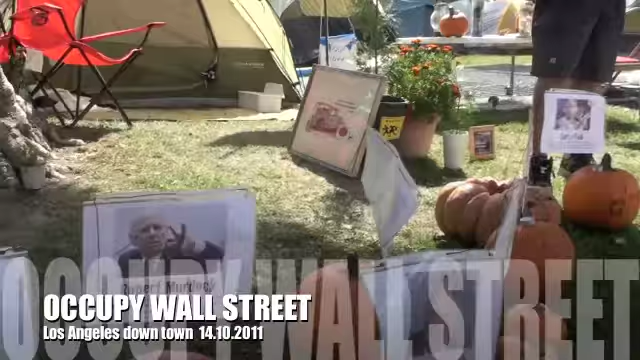 Rupert Murdoch
OCCUPY WALL STREET
OCCUPY WALL STREET
Los Angeles down town 14.10.2011